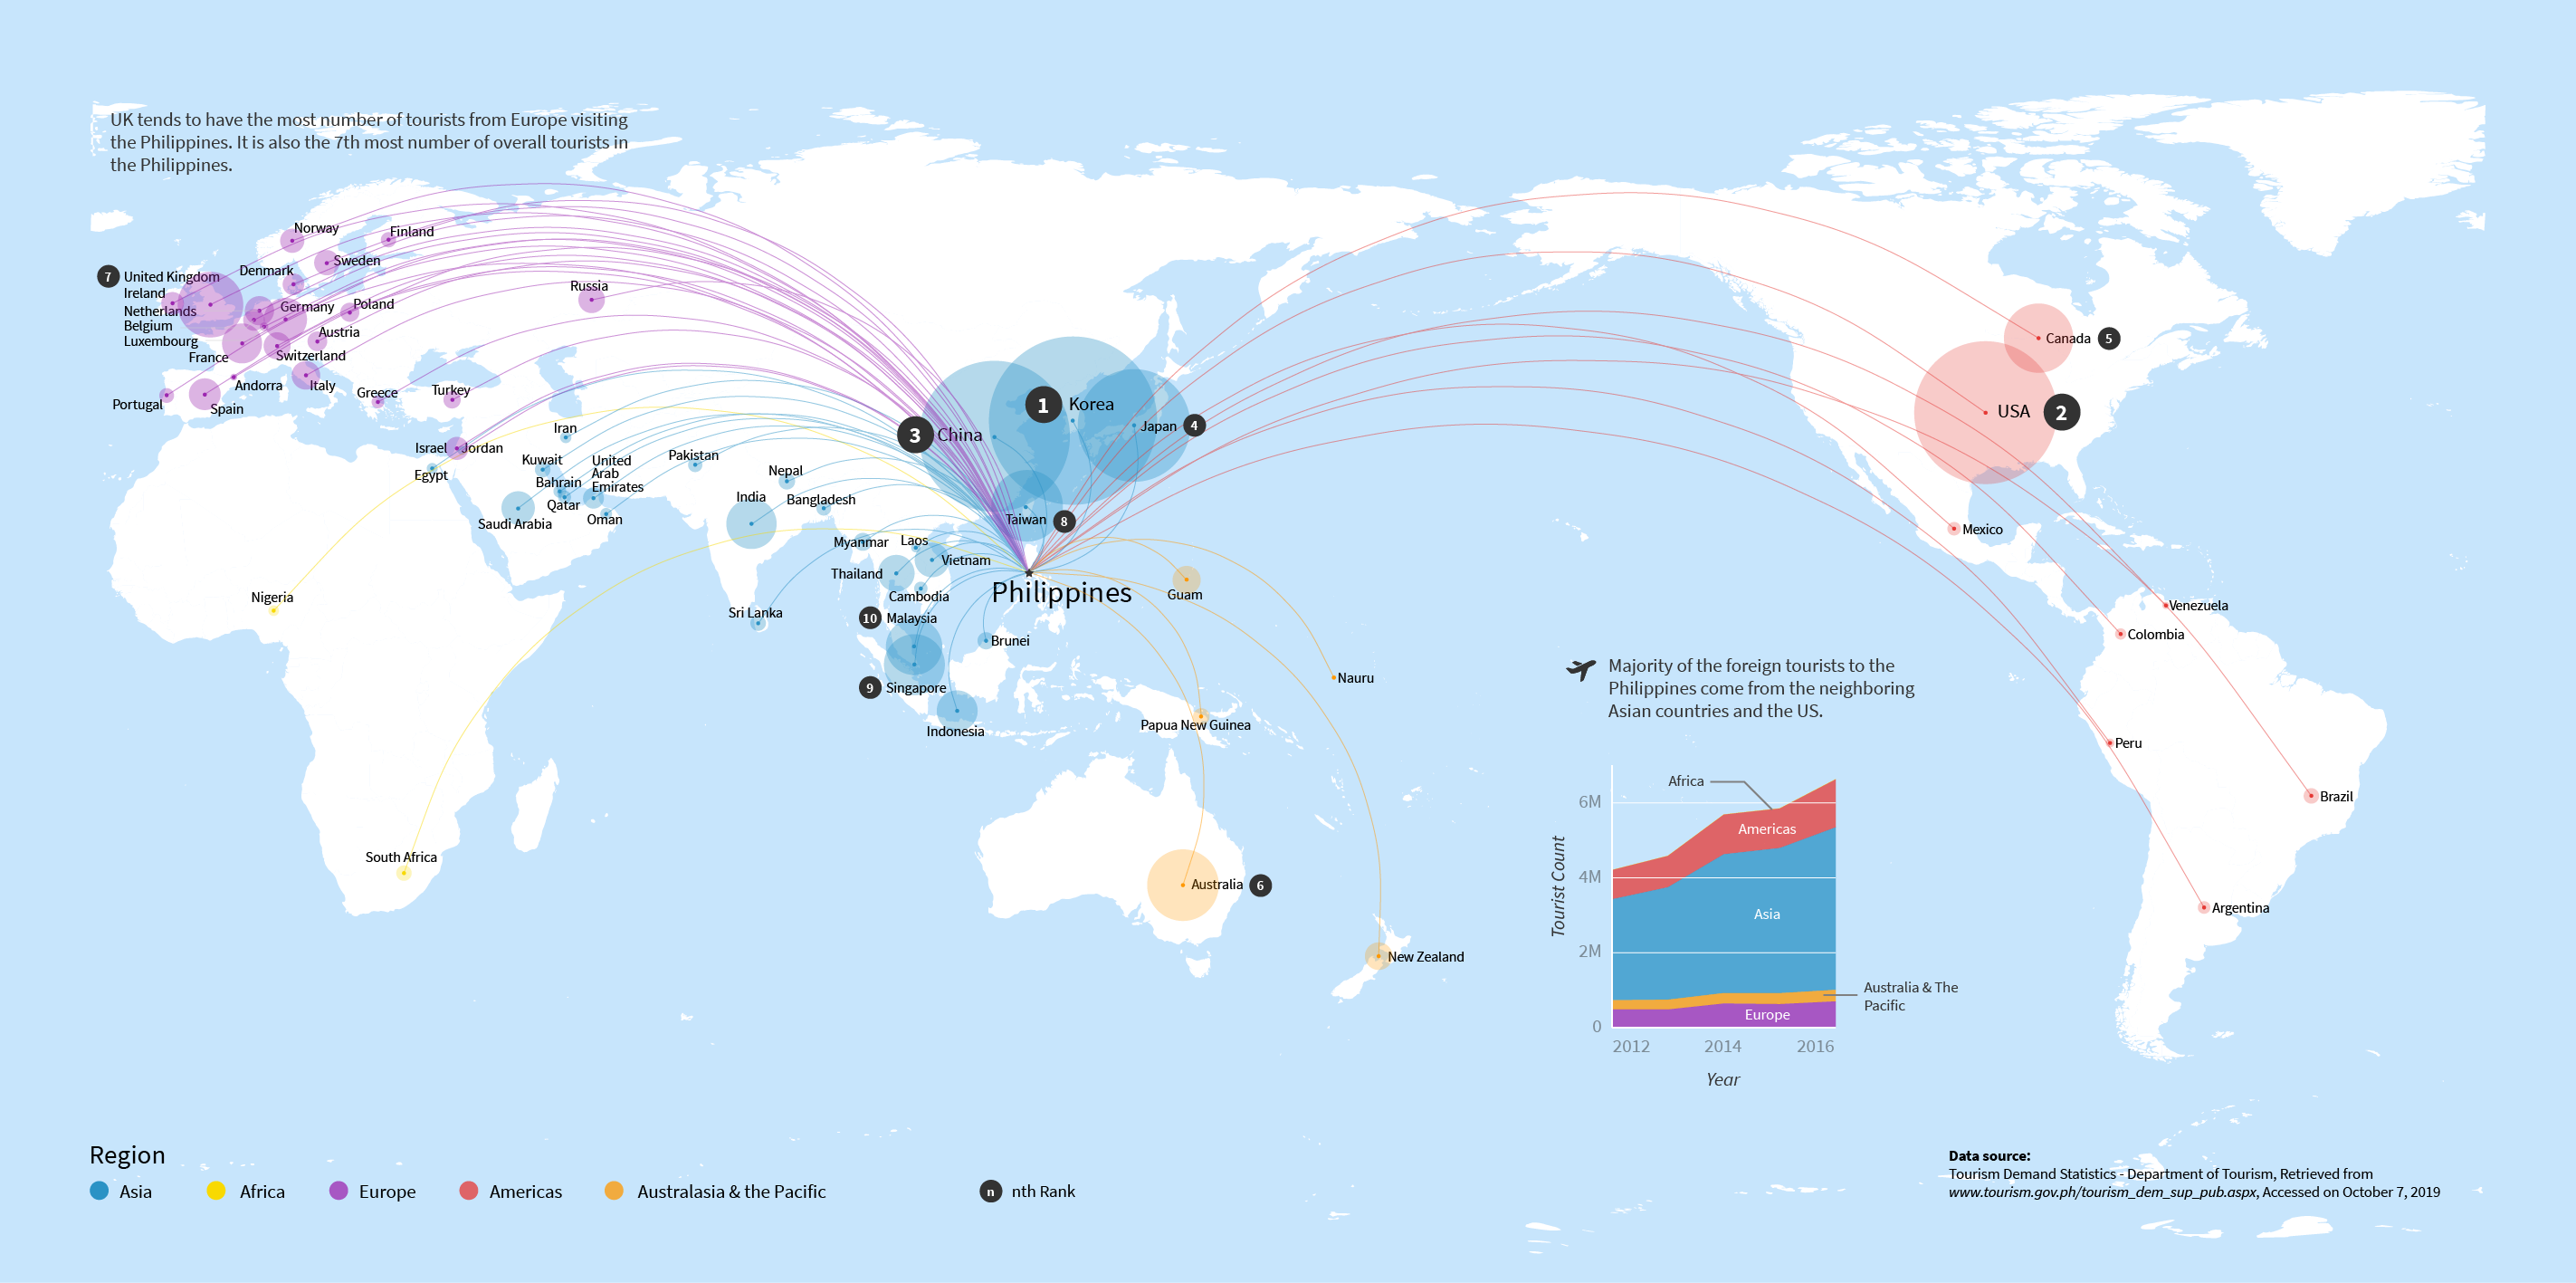 UK tends to have the most number of tourists from Europe visiting
the Philippines. It is also the 7th most number of overall tourists in
the Philippines.
Norway
Finland
7 United Kingdom
Denmark
Sweden
Ireland
Netherlands
Germany
Poland
Belgium
Austria
Luxembourg
France
Switzerland
Andorra
Italy
Portugal
Spain
Greece
Turkey
Russia
Israel
Jordan
Egypt
Iran
Kuwait
Bahrain
Qatar
United
Arab
Emirates
Saudi Arabia
Oman
Pakistan
Nepal
India
Bangladesh
Sri Lanka
3 China
1 Korea
Japan 4
Taiwan 8
Myanmar
Laos
Vietnam
Thailand
Cambodia
Philippines
10 Malaysia
Brunei
9 Singapore
Indonesia
Guam
Nauru
Papua New Guinea
Australia 6
New Zealand
Nigeria
South Africa
Canada 5
USA 2
Mexico
Venezuela
Colombia
Peru
Brazil
Argentina
Majority of the foreign tourists to the
Philippines come from the neighboring
Asian countries and the US.
Africa
6M
Americas
4M
Asia
2M
Australia & The
Pacific
Europe
0
2012 2014 2016
Tourist Count
Year
Region
Asia Africa Europe Americas Australasia & the Pacific n nth Rank
Data source:
Tourism Demand Statistics - Department of Tourism, Retrieved from
www.tourism.gov.ph/tourism_dem_sup_pub.aspx, Accessed on October 7, 2019